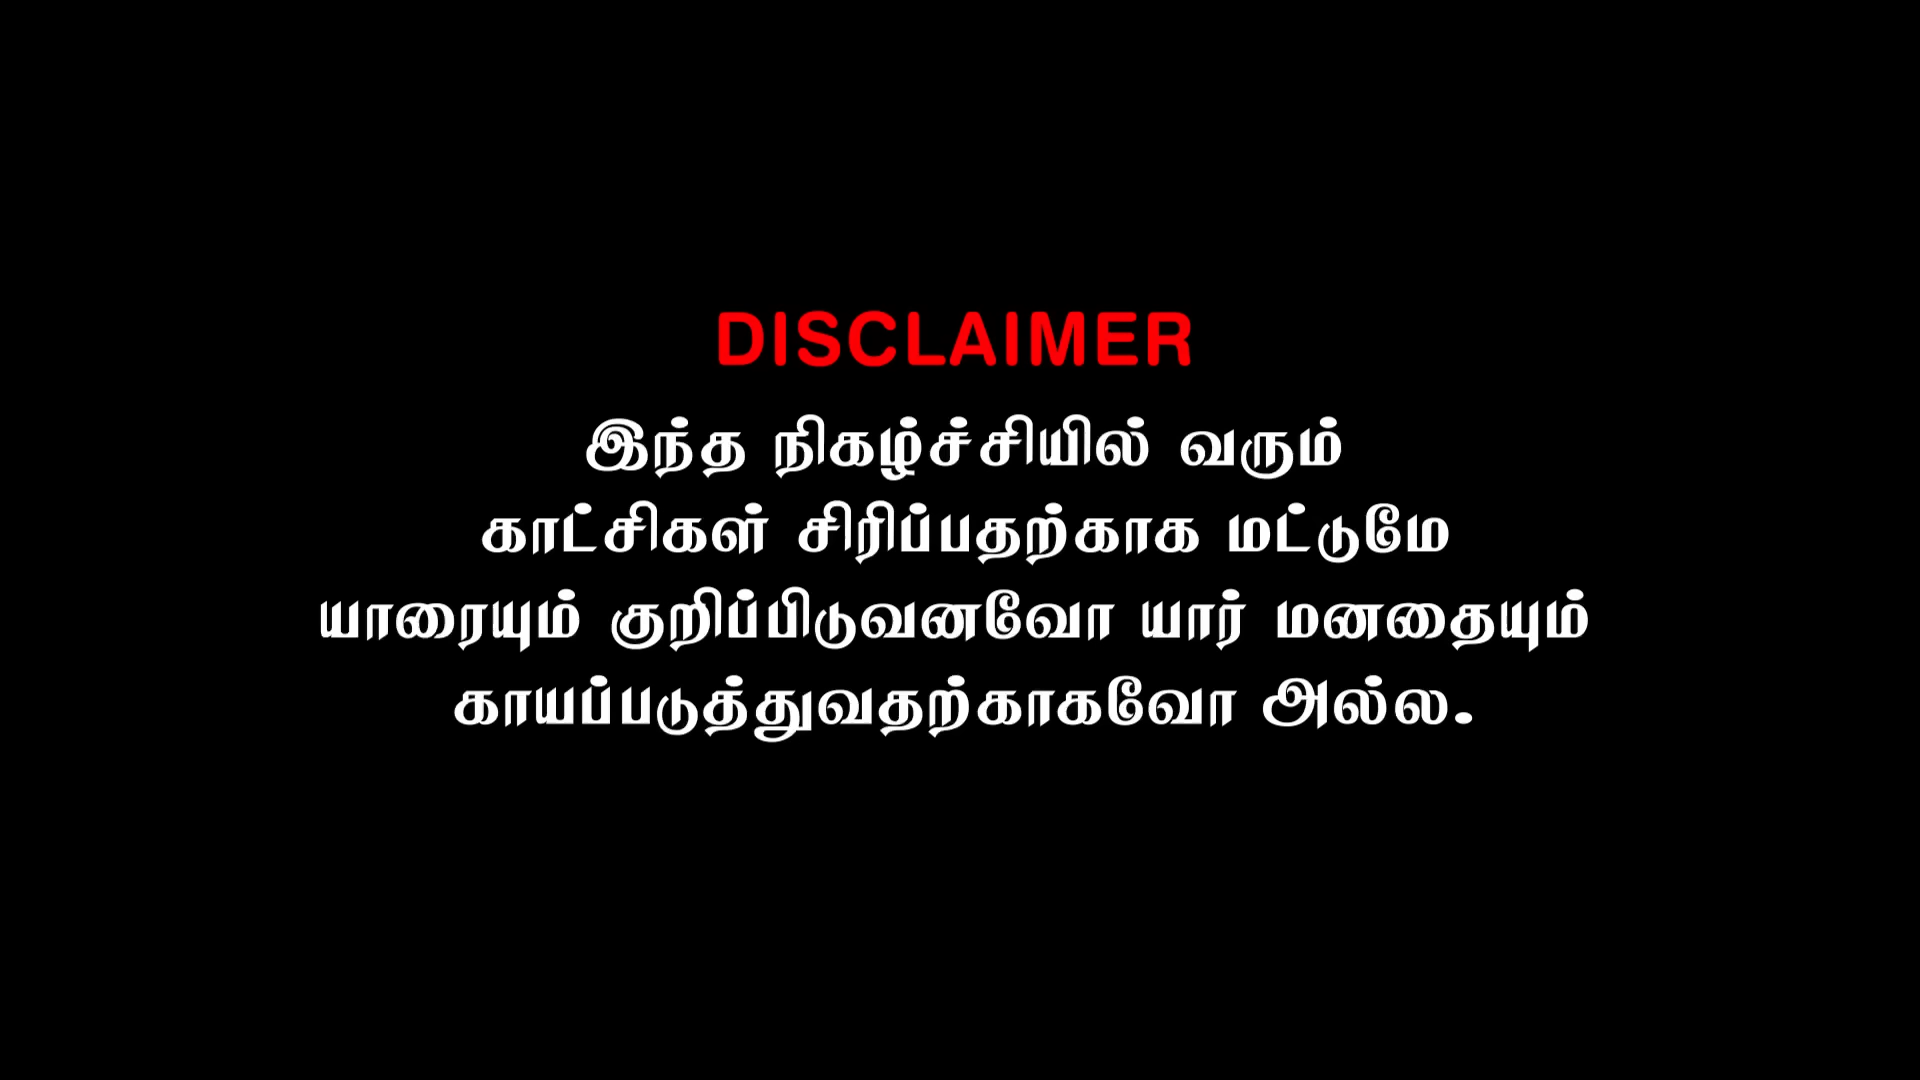 DISCLAIMER
இந்த நிகழ்ச்சியில் வரும்
காட்சிகள் சிரிப்பதற்காக மட்டுமே
யாரையும் குறிப்பிடுவனவோ யார் மனதையும்
காயப்படுத்துவதற்காகவோ அல்ல.